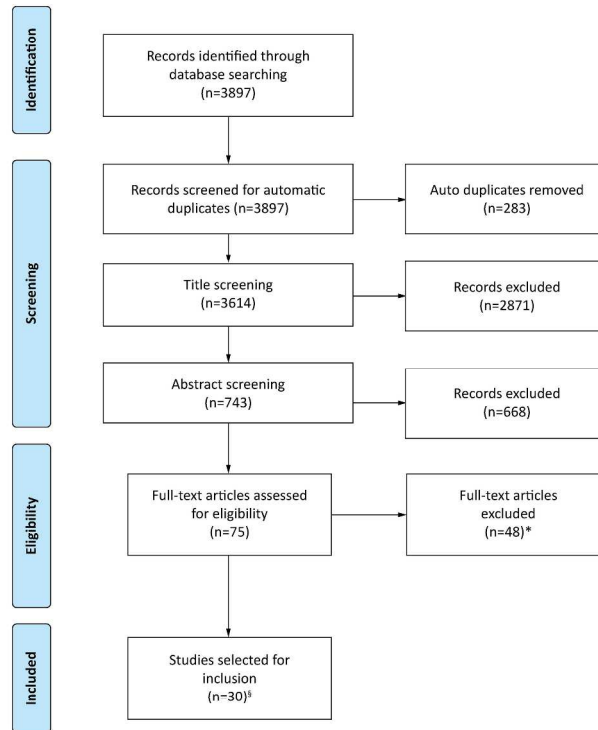 Identification
Records identified through
database searching
(n=3897)
Screening
Records screened for automatic
duplicates (n=3897)
Auto duplicates removed
(n=283)
Title screening
(n=3614)
Records excluded
(n=2871)
Abstract screening
(n=743)
Records excluded
(n=668)
Eligibility
Full-text articles assessed
for eligibility
(n=75)
Full-text articles
excluded
(n=48)*
Included
Studies selected for
inclusion
(n=30)§